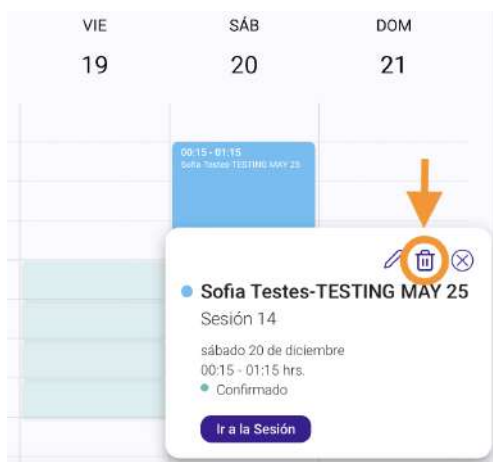 VIE SÁB DOM
19 20 21
00:15 - 01:15
Sofia Testes-TESTING MAY 25
Sofia Testes-TESTING MAY 25
Sesión 14
sábado 20 de diciembre
00:15 - 01:15 hrs.
Confirmado
Ir a la Sesión